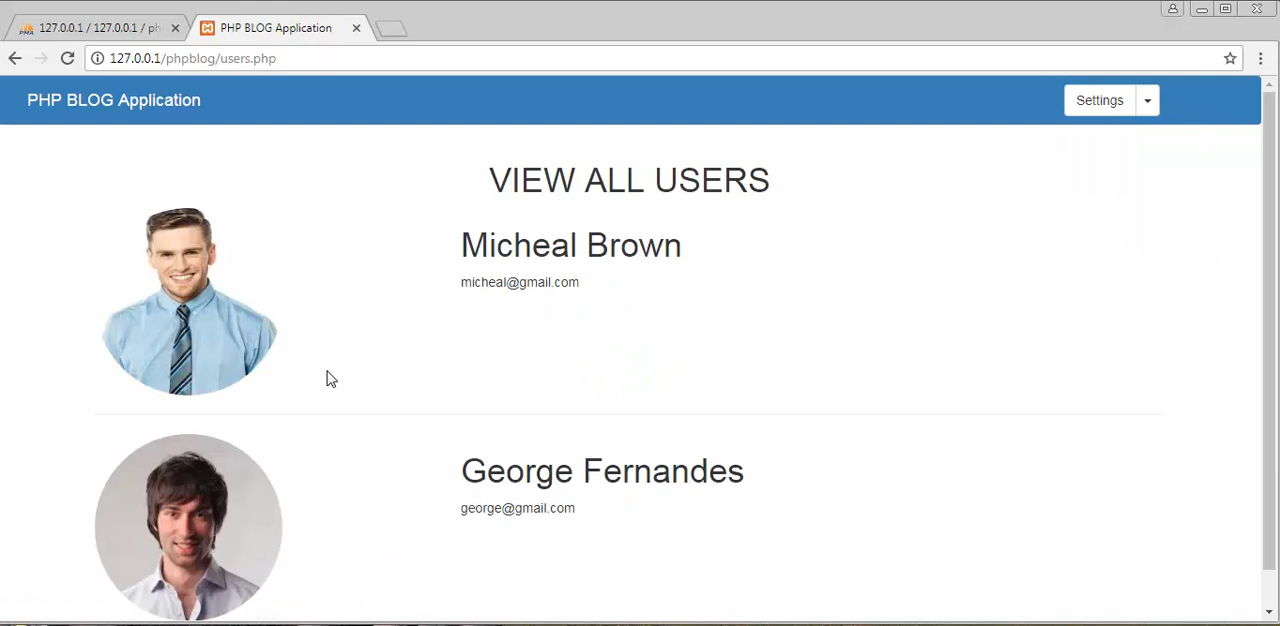 127.0.0.1 / 127.0.0.1 / ph
PHP BLOG Application
127.0.0.1/phpblog/users.php
PHP BLOG Application
Settings
VIEW ALL USERS
Micheal Brown
micheal@gmail.com
George Fernandes
george@gmail.com